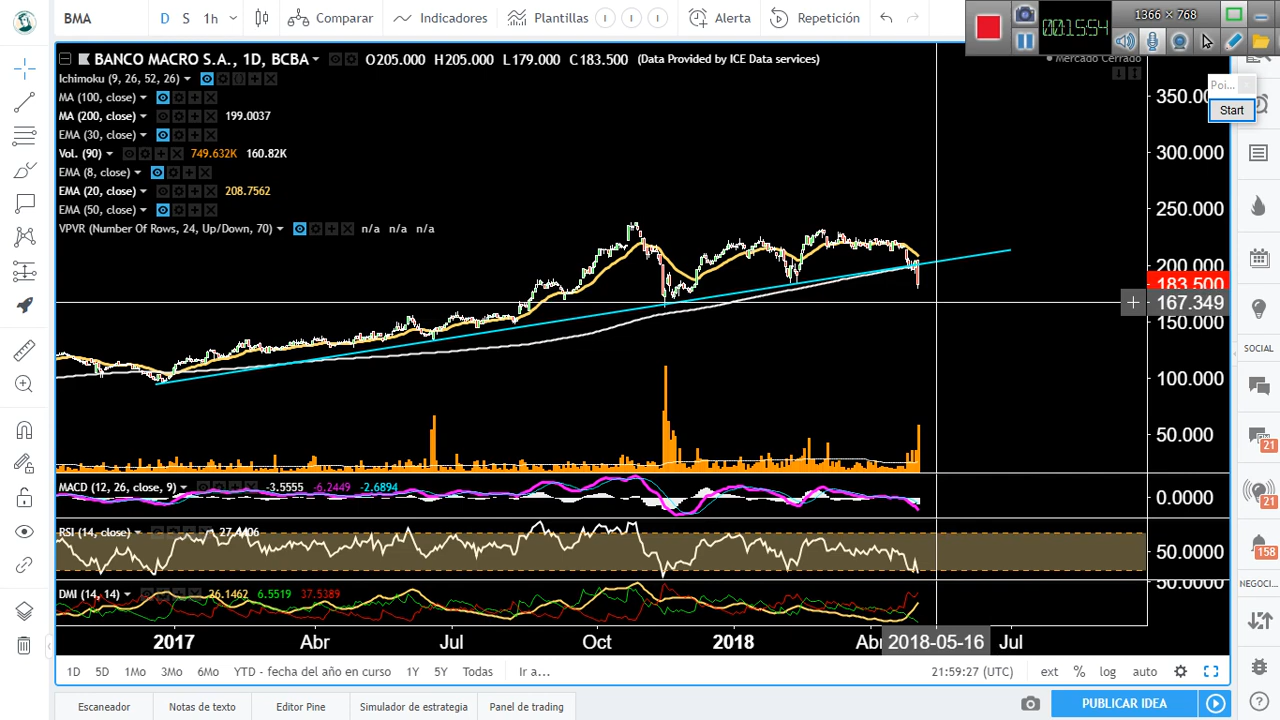 BMA D S 1h Comparar Indicadores Plantillas Alerta Repetición 00:15:54 1366 x 768
BANCO MACRO S.A., 1D, BCBA O205.000 H205.000 L179.000 C183.500 (Data Provided by ICE Data services) Mercado Cerrado
Ichimoku (9, 26, 52, 26)
MA (100, close)
MA (200, close) 199.0037
EMA (30, close)
Vol. (90) 749.632K 160.82K
EMA (8, close)
EMA (20, close) 208.7562
EMA (50, close)
VPVR (Number Of Rows, 24, Up/Down, 70) n/a n/a n/a
Poi...
Start
350.000
300.000
250.000
200.000
183.500
167.349
150.000
100.000
50.000
MACD (12, 26, close, 9) -3.5555 -6.2449 -2.6894
0.0000
RSI (14, close) 27.4406
50.0000
DMI (14, 14) 26.1462 6.5519 37.5389
50.0000
2017 Abr Jul Oct 2018 Abr 2018-05-16 Jul
1D 5D 1Mo 3Mo 6Mo YTD - fecha del año en curso 1Y 5Y Todas Ir a... 21:59:27 (UTC) ext % log auto
Escaneador Notas de texto Editor Pine Simulador de estrategia Panel de trading PUBLICAR IDEA
SOCIAL
21
21
158
NEGOCI...